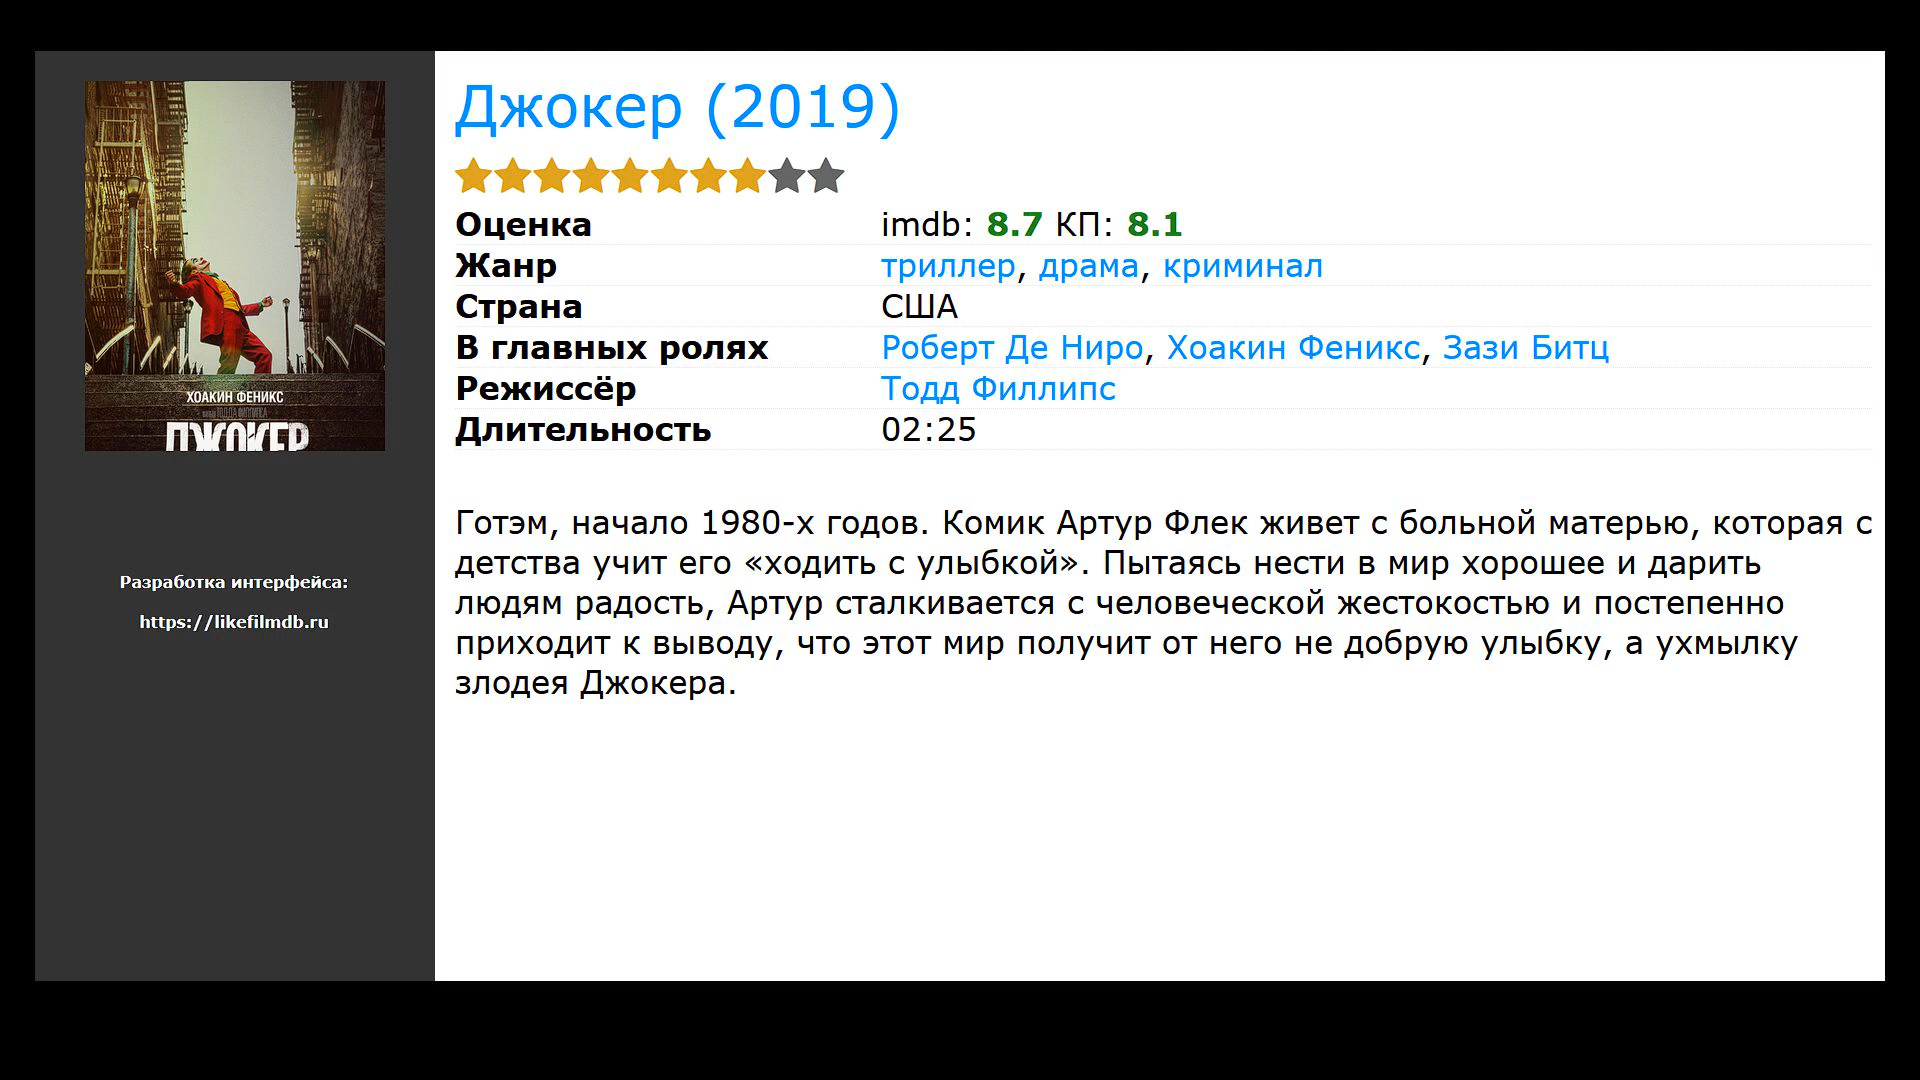 ХОАКИН ФЕНИКС
ДЖОКЕР
Разработка интерфейса:
https://likefilmdb.ru
Джокер (2019)
Оценка imdb: 8.7 КП: 8.1
Жанр триллер, драма, криминал
Страна США
В главных ролях Роберт Де Ниро, Хоакин Феникс, Зази Битц
Режиссёр Тодд Филлипс
Длительность 02:25
Готэм, начало 1980-х годов. Комик Артур Флек живет с больной матерью, которая с
детства учит его «ходить с улыбкой». Пытаясь нести в мир хорошее и дарить
людям радость, Артур сталкивается с человеческой жестокостью и постепенно
приходит к выводу, что этот мир получит от него не добрую улыбку, а ухмылку
злодея Джокера.